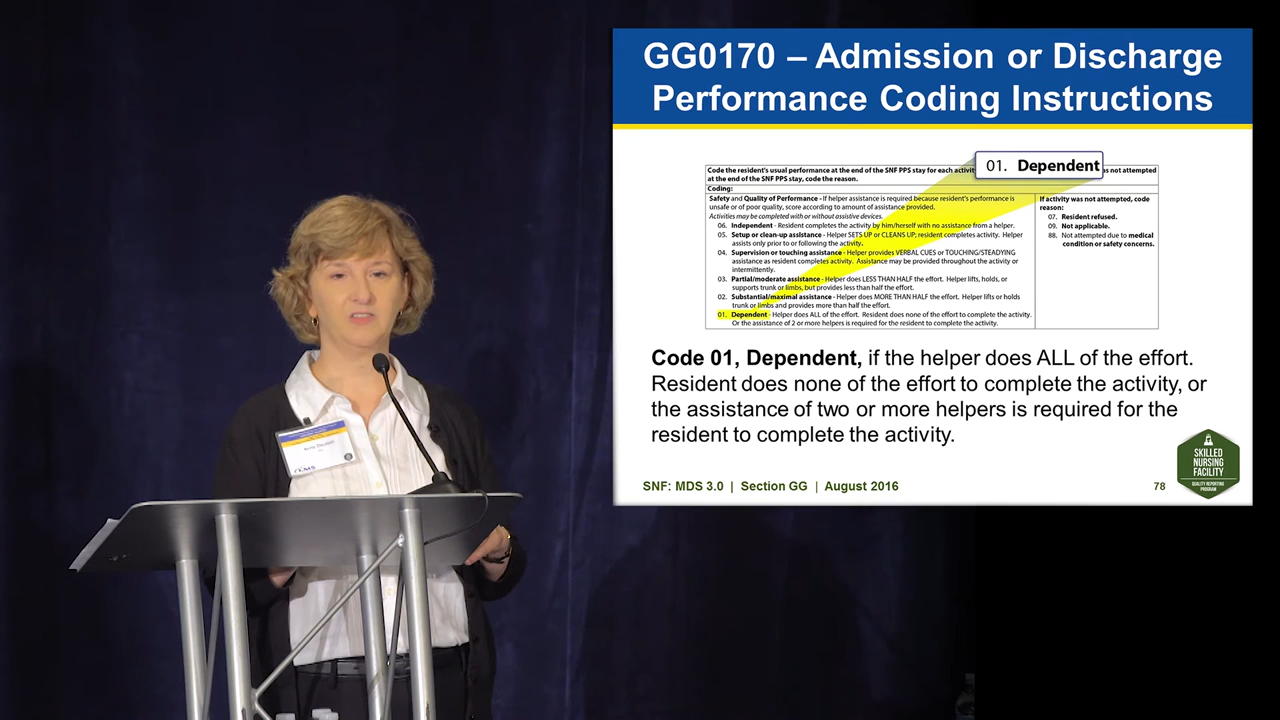 GG0170 – Admission or Discharge
Performance Coding Instructions
01. Dependent
Code the resident's usual performance at the end of the SNF PPS stay for each activity
was not attempted
at the end of the SNF PPS stay, code the reason.
Coding:
Safety and Quality of Performance - If helper assistance is required because resident's performance is
unsafe or of poor quality, score according to amount of assistance provided.
Activities may be completed with or without assistive devices.
06. Independent - Resident completes the activity by him/herself with no assistance from a helper.
05. Setup or clean-up assistance - Helper SETS UP or CLEANS UP; resident completes activity. Helper
assists only prior to or following the activity.
04. Supervision or touching assistance - Helper provides VERBAL CUES or TOUCHING/STEADYING
assistance as resident completes activity. Assistance may be provided throughout the activity or
intermittently.
03. Partial/moderate assistance - Helper does LESS THAN HALF the effort. Helper lifts, holds, or
supports trunk or limbs, but provides less than half the effort.
02. Substantial/maximal assistance - Helper does MORE THAN HALF the effort. Helper lifts or holds
trunk or limbs and provides more than half the effort.
01. Dependent - Helper does ALL of the effort. Resident does none of the effort to complete the activity.
Or the assistance of 2 or more helpers is required for the resident to complete the activity.
If activity was not attempted, code
reason:
07. Resident refused.
09. Not applicable.
88. Not attempted due to medical
condition or safety concerns.
Code 01, Dependent, if the helper does ALL of the effort.
Resident does none of the effort to complete the activity, or
the assistance of two or more helpers is required for the
resident to complete the activity.
SNF: MDS 3.0 | Section GG | August 2016
78
SKILLED
NURSING
FACILITY
QUALITY REPORTING
PROGRAM
CMS